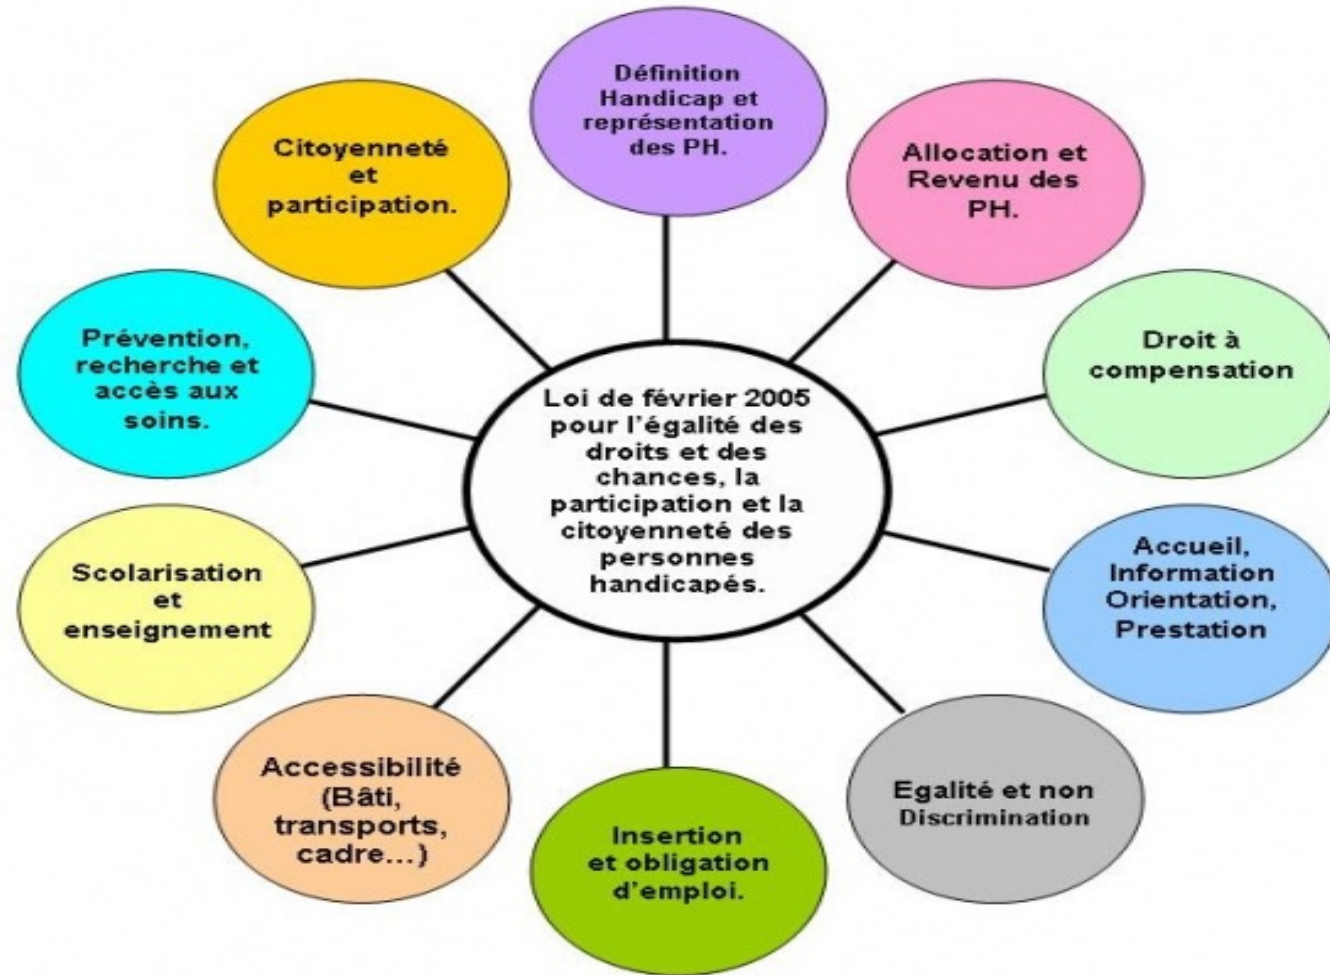 Définition
Handicap et
représentation
des PH.
Allocation et
Revenu des
PH.
Droit à
compensation
Accueil,
Information
Orientation,
Prestation
Egalité et non
Discrimination
Insertion
et obligation
d'emploi.
Accessibilité
(Bâti,
transports,
cadre...)
Scolarisation
et
enseignement
Prévention,
recherche et
accès aux
soins.
Citoyenneté
et
participation.
Loi de février 2005
pour l'égalité des
droits et des
chances, la
participation et la
citoyenneté des
personnes
handicapés.